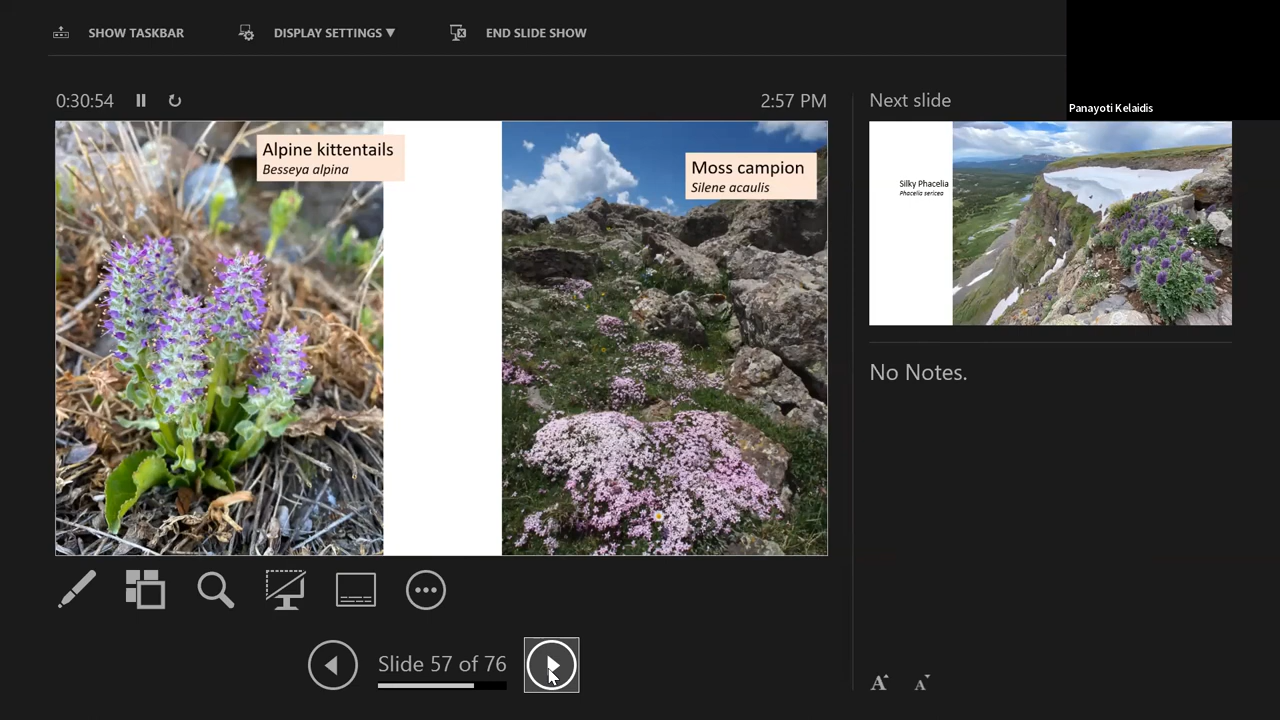 SHOW TASKBAR
DISPLAY SETTINGS ▼
END SLIDE SHOW
0:30:54
2:57 PM
Next slide
Panayoti Kelaidis
Alpine kittentails
Besseya alpina
Moss campion
Silene acaulis
Silky Phacelia
Phacelia sericea
No Notes.
Slide 57 of 76
A A